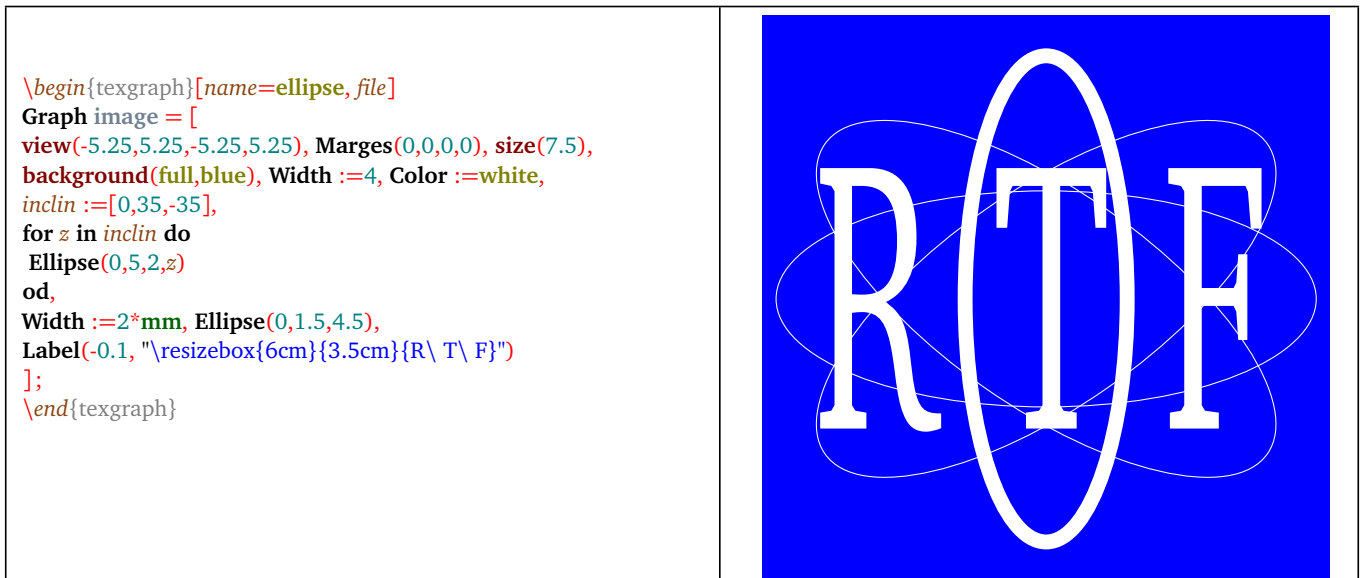 \begin{texgraph}[name=ellipse, file]
Graph image = [
view(-5.25,5.25,-5.25,5.25), Marges(0,0,0,0), size(7.5),
background(full,blue), Width :=4, Color :=white,
inclin :=[0,35,-35],
for z in inclin do
Ellipse(0,5,2,z)
od,
Width :=2*mm, Ellipse(0,1.5,4.5),
Label(-0.1, "\resizebox{6cm}{3.5cm}{R\ T\ F}")
];
\end{texgraph}
R T F